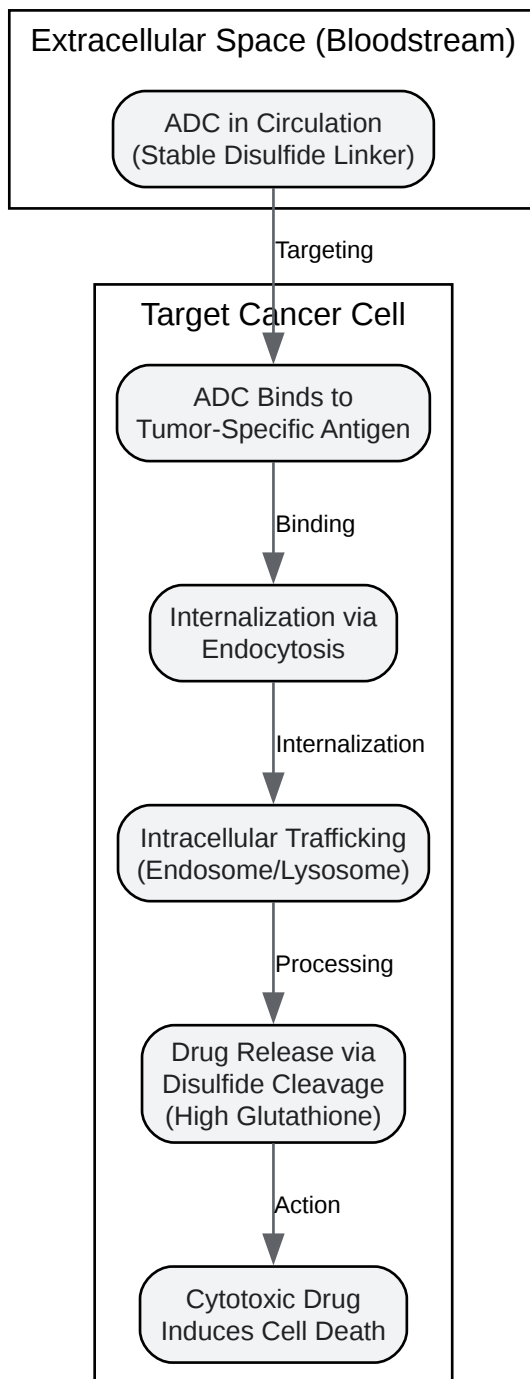 Extracellular Space (Bloodstream)
ADC in Circulation
(Stable Disulfide Linker)
Targeting
Target Cancer Cell
ADC Binds to
Tumor-Specific Antigen
Binding
Internalization via
Endocytosis
Internalization
Intracellular Trafficking
(Endosome/Lysosome)
Processing
Drug Release via
Disulfide Cleavage
(High Glutathione)
Action
Cytotoxic Drug
Induces Cell Death